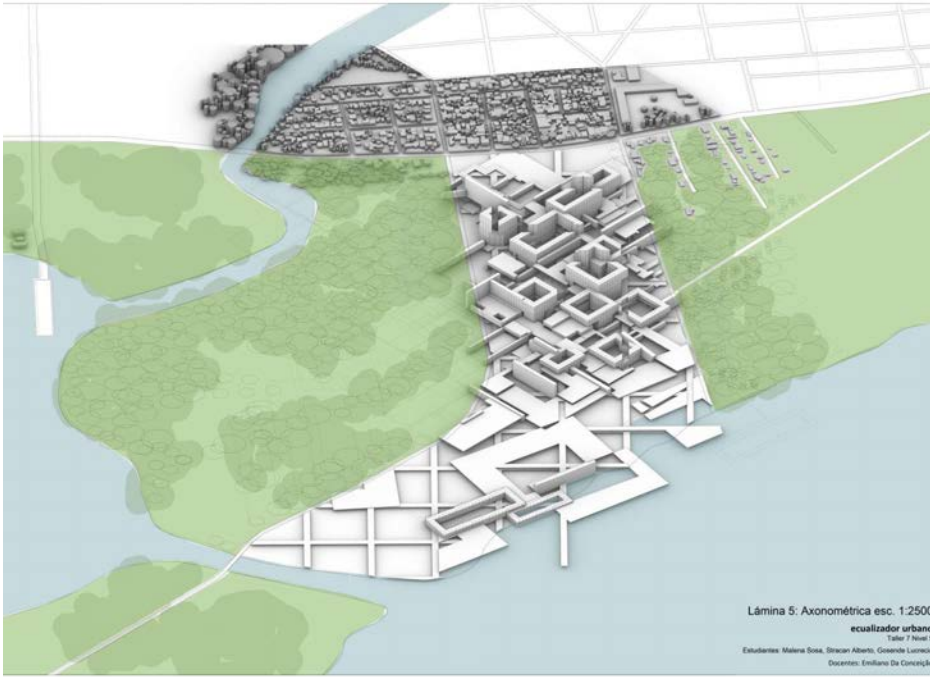 Lámina 5: Axonométrica esc. 1:2500
ecualizador urbano
Taller 7 Nivel
Estudiantes: Malena Sosa, Stracan Alberto, Gosende Lucrecia
Docentes: Emiliano Da Conceição